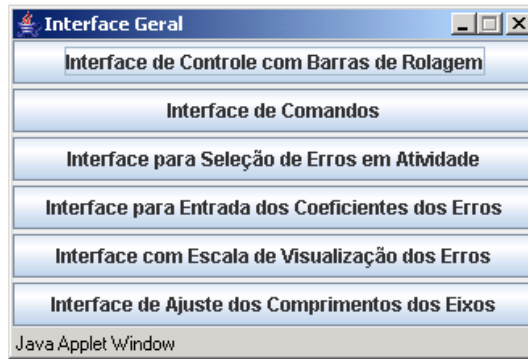 Interface Geral
Interface de Controle com Barras de Rolagem
Interface de Comandos
Interface para Seleção de Erros em Atividade
Interface para Entrada dos Coeficientes dos Erros
Interface com Escala de Visualização dos Erros
Interface de Ajuste dos Comprimentos dos Eixos
Java Applet Window